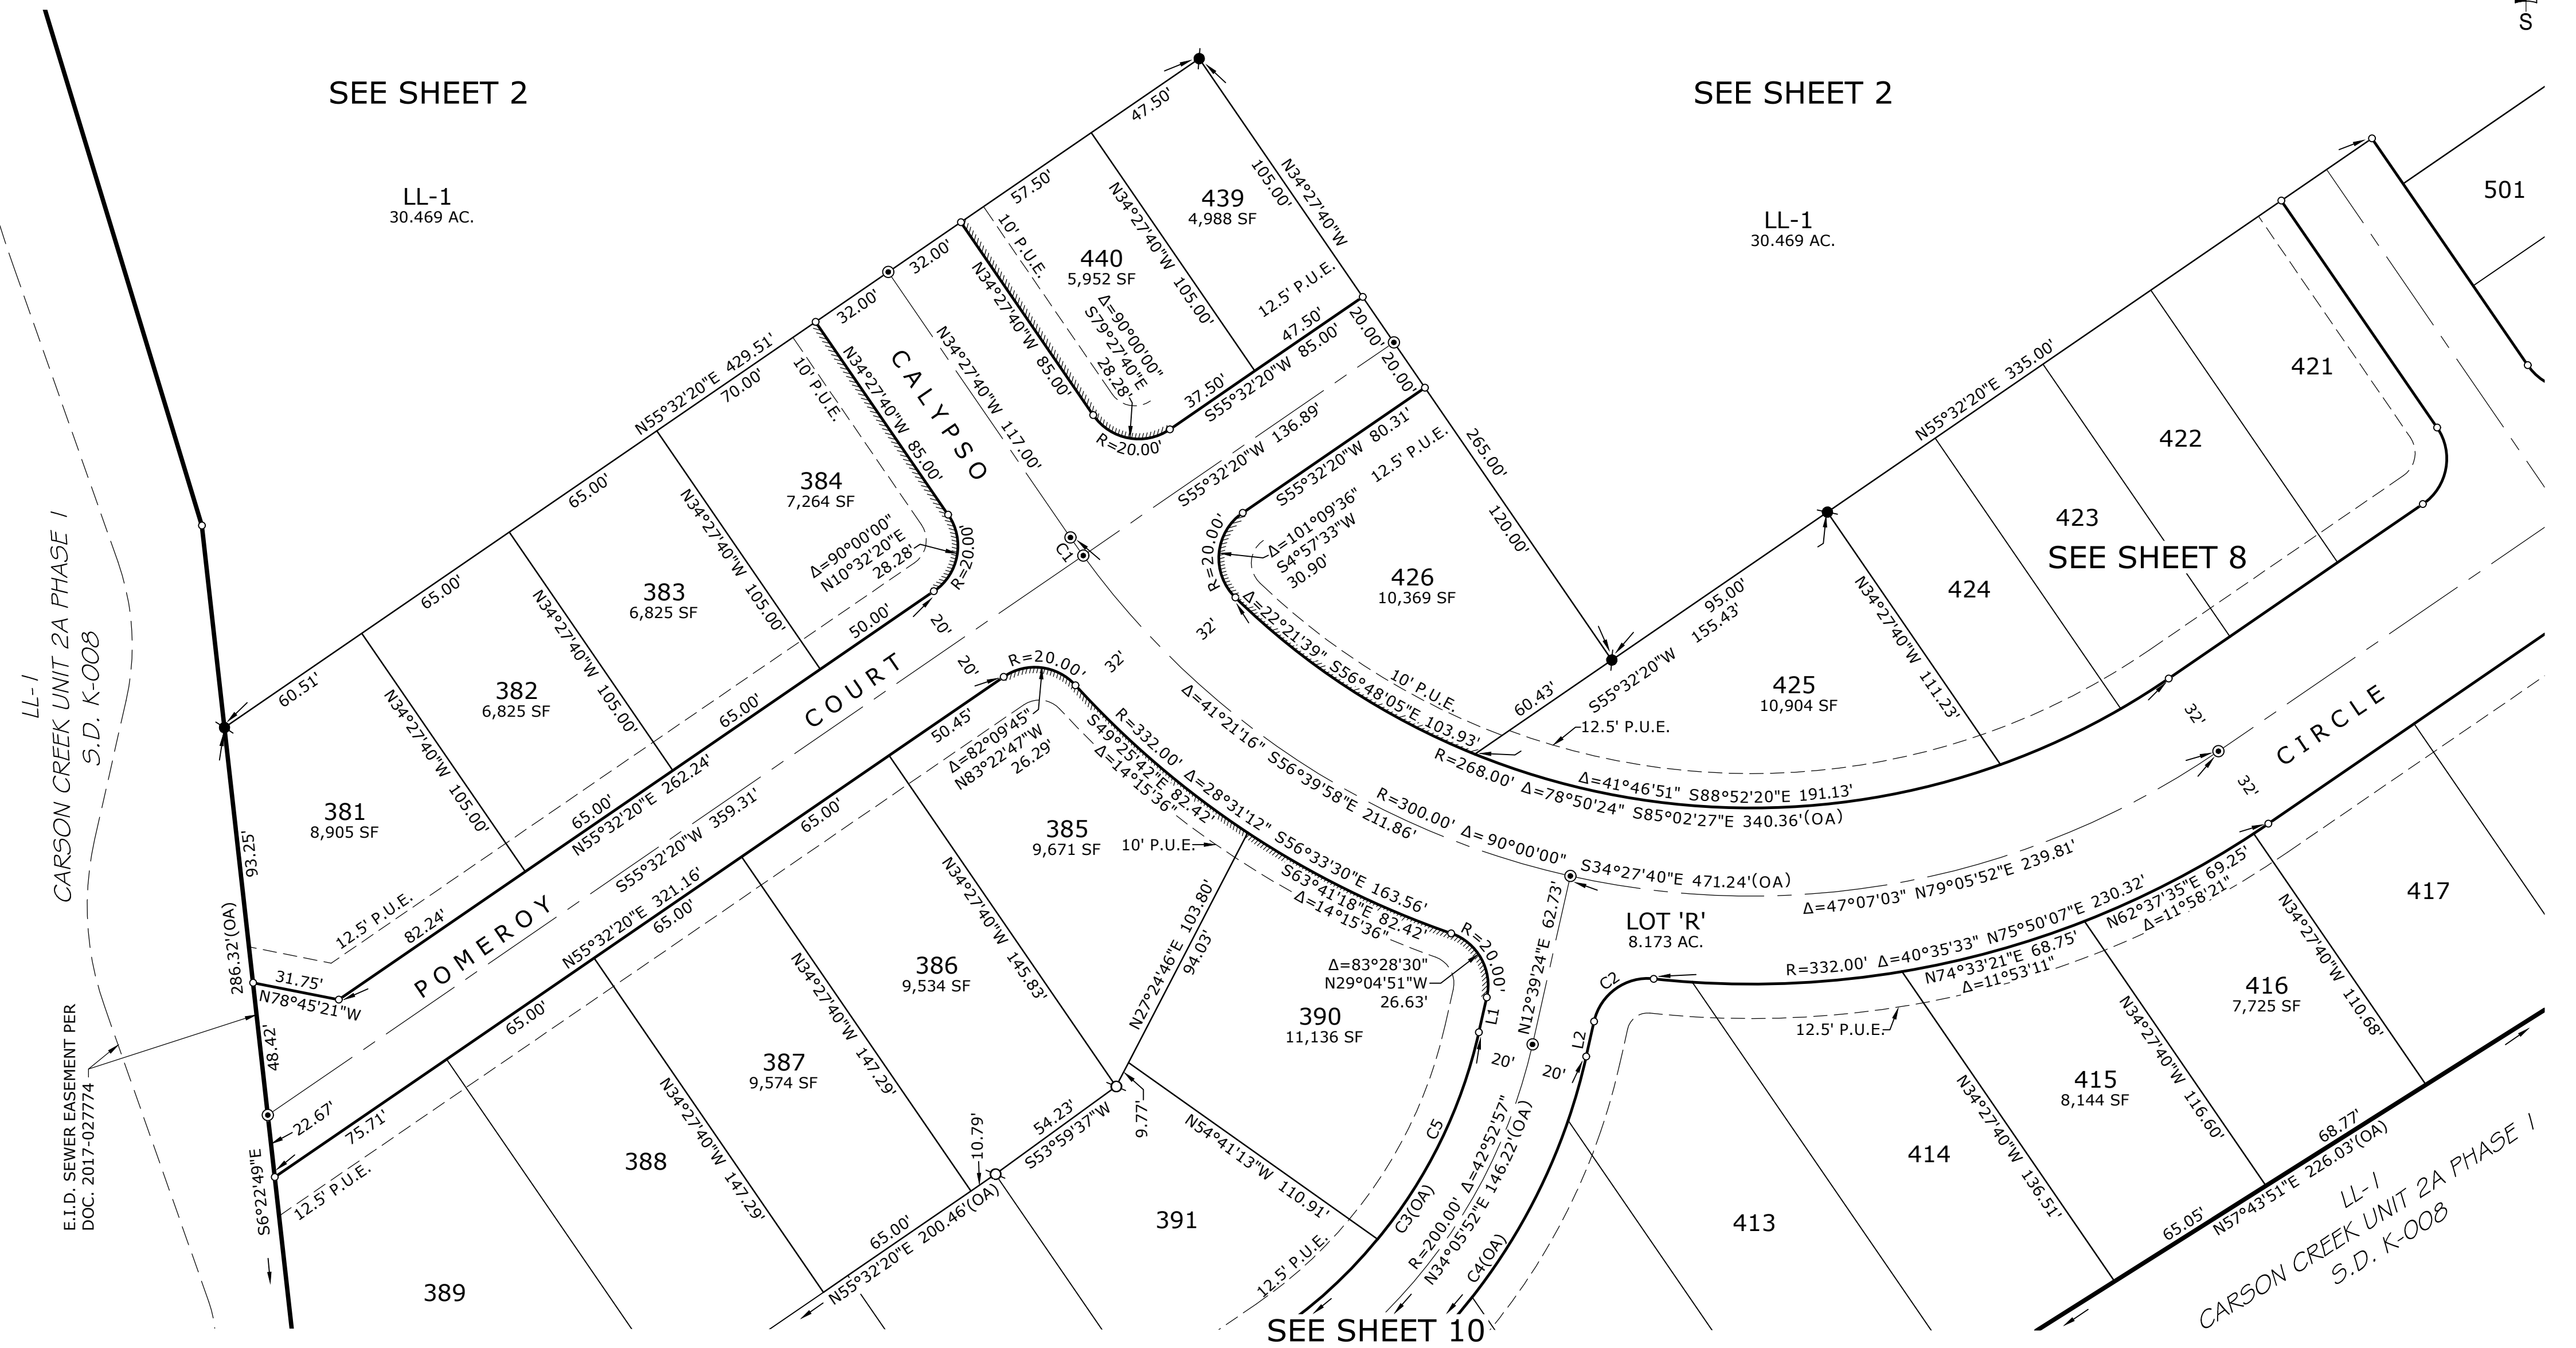 S
SEE SHEET 2
SEE SHEET 2
LL-1
30.469 AC.
LL-1
30.469 AC.
501
47.50'
57.50'
439
4,988 SF
N34°27'40"W
105.00'
N34°27'40"W 105.00'
10' P.U.E.
440
5,952 SF
Δ=90°00'00"
S79°27'40"E
28.28'
N34°27'40"W 85.00'
12.5' P.U.E.
47.50'
S55°32'20"W 85.00'
37.50'
R=20.00'
20.00'
20.00'
32.00'
32.00'
N34°27'40"W 117.00'
CALYPSO
S55°32'20"W 136.89'
C1
N55°32'20"E 429.51'
70.00'
10' P.U.E.
N34°27'40"W 85.00'
384
7,264 SF
Δ=90°00'00"
N10°32'20"E
28.28'
R=20.00'
65.00'
N34°27'40"W 105.00'
383
6,825 SF
50.00'
20'
65.00'
N34°27'40"W 105.00'
382
6,825 SF
65.00'
60.51'
N34°27'40"W 105.00'
381
8,905 SF
65.00'
N55°32'20"E 262.24'
12.5' P.U.E.
82.24'
93.25'
286.32'(OA)
31.75'
N78°45'21"W
48.42'
S6°22'49"E
22.67'
75.71'
12.5' P.U.E.
POMEROY
COURT
S55°32'20"W 359.31'
N55°32'20"E 321.16'
65.00'
65.00'
65.00'
50.45'
20'
R=20.00'
32'
Δ=82°09'45"
N83°22'47"W
26.29'
LL-1
CARSON CREEK UNIT 2A PHASE 1
S.D. K-008
E.I.D. SEWER EASEMENT PER
DOC. 2017-027774
S55°32'20"W 80.31'
12.5' P.U.E.
265.00'
120.00'
R=20.00'
Δ=101°09'36"
S4°57'33"W
30.90'
426
10,369 SF
32'
Δ=22°21'39" S56°48'05"E 103.93'
10' P.U.E.
12.5' P.U.E.
95.00'
155.43'
S55°32'20"W
60.43'
425
10,904 SF
N34°27'40"W 111.23'
N55°32'20"E 335.00'
421
422
423
SEE SHEET 8
424
R=268.00' Δ=78°50'24" S85°02'27"E 340.36'(OA)
Δ=41°46'51" S88°52'20"E 191.13'
32'
CIRCLE
32'
Δ=41°21'16" S56°39'58"E 211.86'
R=300.00' Δ=90°00'00" S34°27'40"E 471.24'(OA)
Δ=47°07'03" N79°05'52"E 239.81'
R=332.00' Δ=28°31'12" S56°33'30"E 163.56'
S49°25'42"E 82.42'
Δ=14°15'36"
S63°41'18"E 82.42'
Δ=14°15'36"
10' P.U.E.
385
9,671 SF
N34°27'40"W 145.83'
N27°24'46"E 103.80'
94.03'
386
9,534 SF
N34°27'40"W 147.29'
387
9,574 SF
N34°27'40"W 147.29'
388
389
10.79'
54.23'
S53°59'37"W
9.77'
65.00'
N55°32'20"E 200.46'(OA)
391
N54°41'13"W 110.91'
390
11,136 SF
Δ=83°28'30"
N29°04'51"W
26.63'
R=20.00'
L1
N12°39'24"E 62.73'
20'
20'
L2
C2
C5
C3(OA)
C4(OA)
R=200.00' Δ=42°52'57"
N34°05'52"E 146.22'(OA)
12.5' P.U.E.
SEE SHEET 10
LOT 'R'
8.173 AC.
R=332.00' Δ=40°35'33" N75°50'07"E 230.32'
N74°33'21"E 68.75'
Δ=11°53'11"
N62°37'35"E 69.25'
Δ=11°58'21"
12.5' P.U.E.
417
416
7,725 SF
N34°27'40"W 110.68'
415
8,144 SF
N34°27'40"W 116.60'
414
N34°27'40"W 136.51'
413
68.77'
65.05'
N57°43'51"E 226.03'(OA)
LL-1
CARSON CREEK UNIT 2A PHASE 1
S.D. K-008